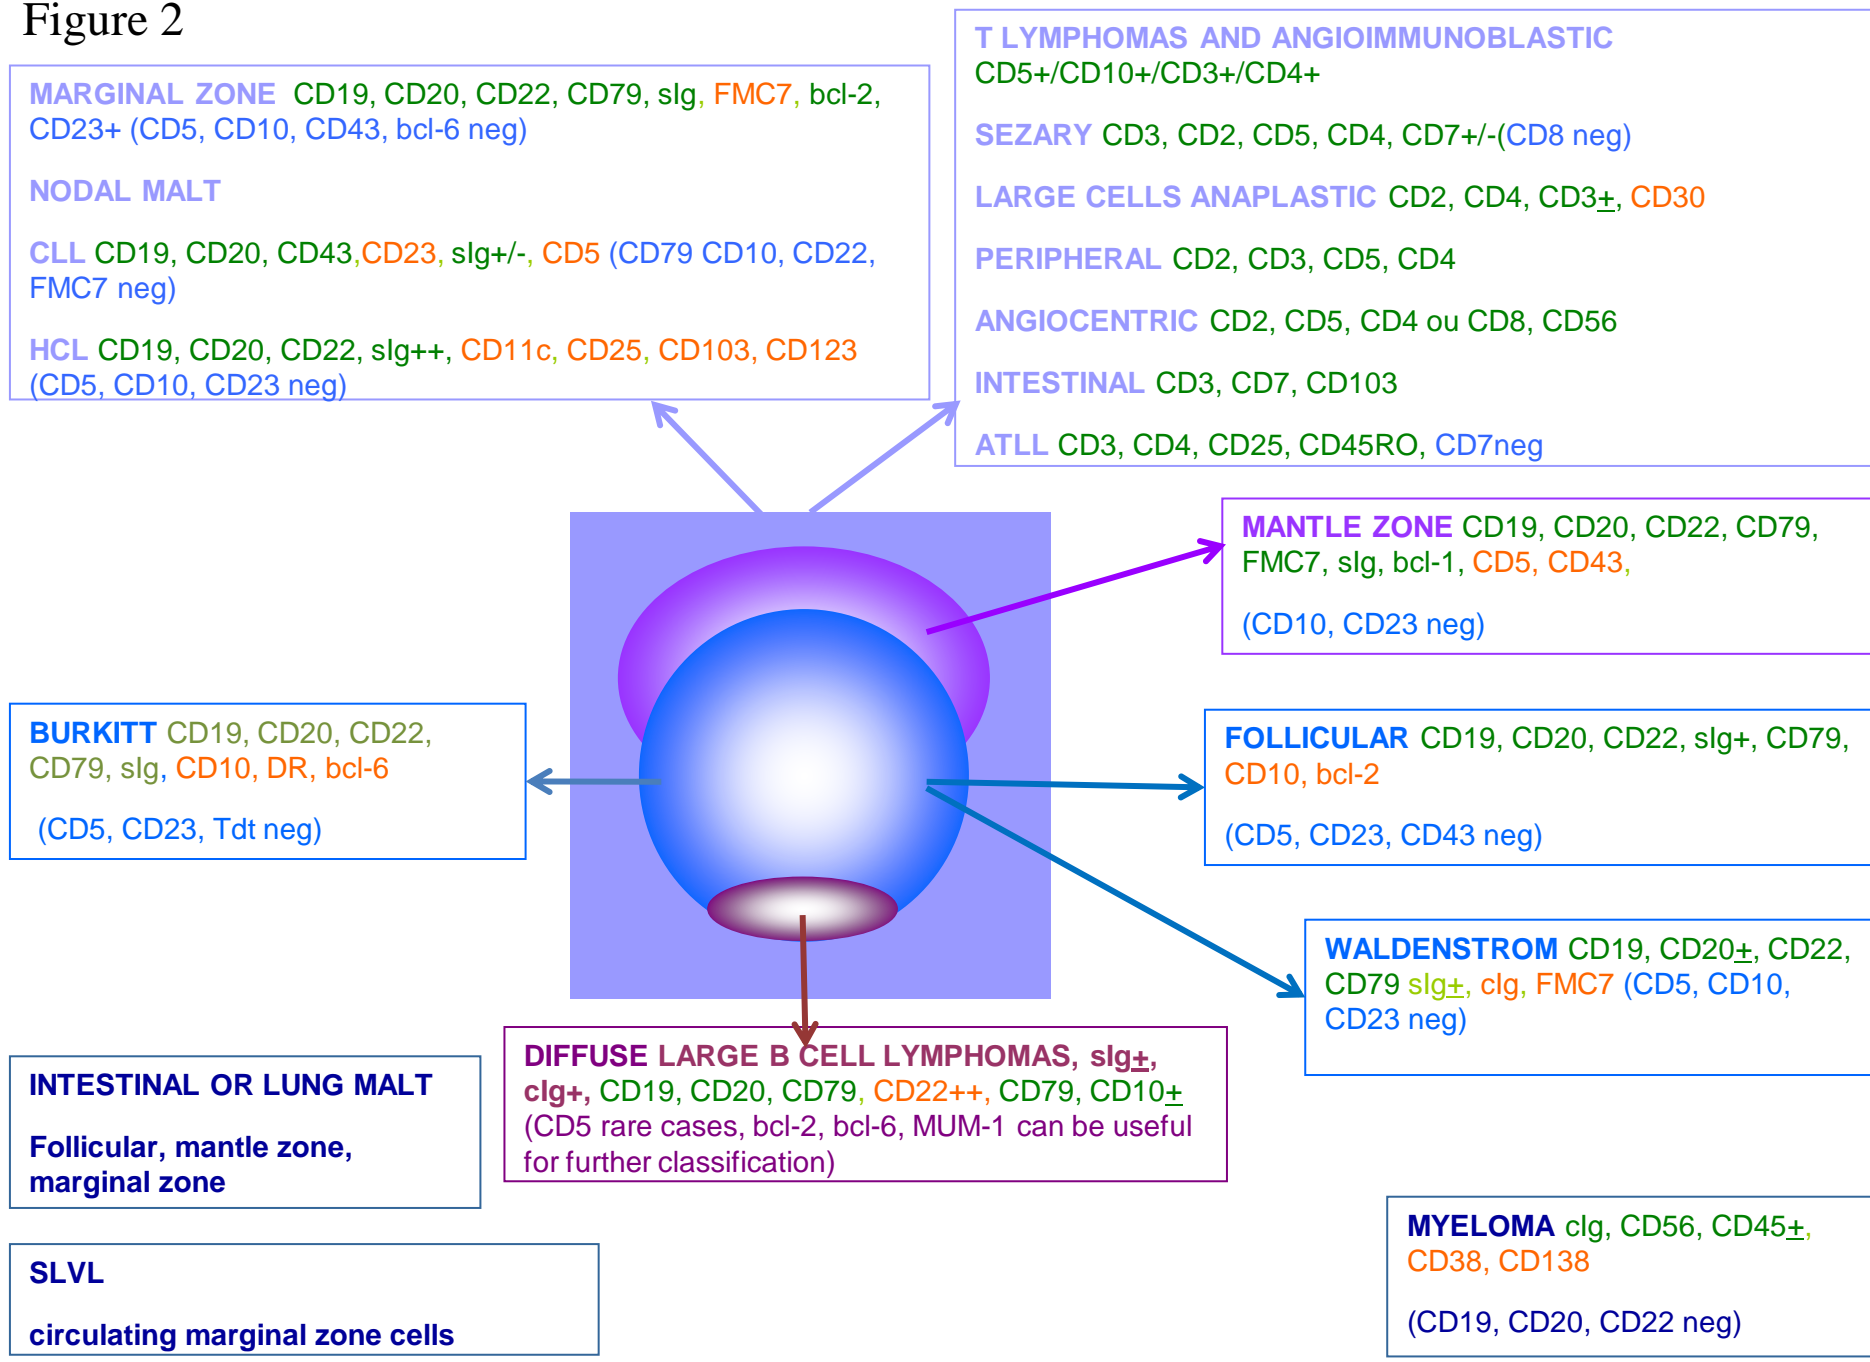 Figure 2
MARGINAL ZONE CD19, CD20, CD22, CD79, sIg, FMC7, bcl-2,
CD23+ (CD5, CD10, CD43, bcl-6 neg)
NODAL MALT
CLL CD19, CD20, CD43,CD23, sIg+/-, CD5 (CD79 CD10, CD22,
FMC7 neg)
HCL CD19, CD20, CD22, sIg++, CD11c, CD25, CD103, CD123
(CD5, CD10, CD23 neg)
T LYMPHOMAS AND ANGIOIMMUNOBLASTIC
CD5+/CD10+/CD3+/CD4+
SEZARY CD3, CD2, CD5, CD4, CD7+/-(CD8 neg)
LARGE CELLS ANAPLASTIC CD2, CD4, CD3±, CD30
PERIPHERAL CD2, CD3, CD5, CD4
ANGIOCENTRIC CD2, CD5, CD4 ou CD8, CD56
INTESTINAL CD3, CD7, CD103
ATLL CD3, CD4, CD25, CD45RO, CD7neg
MANTLE ZONE CD19, CD20, CD22, CD79,
FMC7, sIg, bcl-1, CD5, CD43,
(CD10, CD23 neg)
BURKITT CD19, CD20, CD22,
CD79, sIg, CD10, DR, bcl-6
(CD5, CD23, Tdt neg)
FOLLICULAR CD19, CD20, CD22, sIg+, CD79,
CD10, bcl-2
(CD5, CD23, CD43 neg)
WALDENSTROM CD19, CD20±, CD22,
CD79 sIg±, cIg, FMC7 (CD5, CD10,
CD23 neg)
DIFFUSE LARGE B CELL LYMPHOMAS, sIg±,
cIg+, CD19, CD20, CD79, CD22++, CD79, CD10±
(CD5 rare cases, bcl-2, bcl-6, MUM-1 can be useful
for further classification)
INTESTINAL OR LUNG MALT
Follicular, mantle zone,
marginal zone
SLVL
circulating marginal zone cells
MYELOMA cIg, CD56, CD45±,
CD38, CD138
(CD19, CD20, CD22 neg)